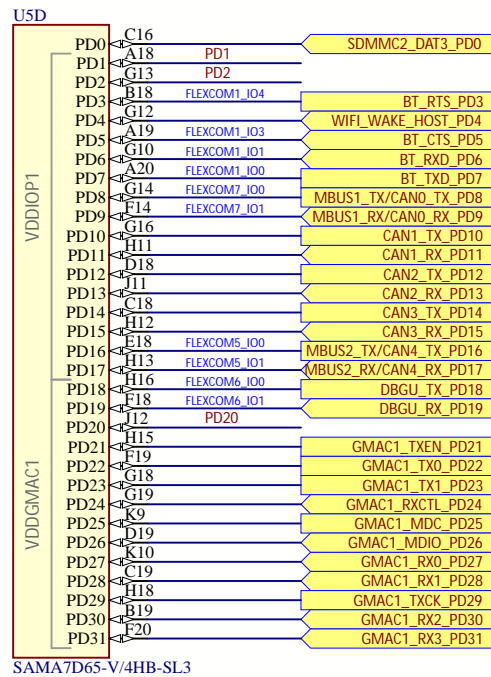 U5D
PD0 C16 SDMMC2_DAT3_PD0
PD1 A18 PD1
PD2 G13 PD2
PD3 B18 FLEXCOM1_IO4 BT_RTS_PD3
PD4 G12 WIFI_WAKE_HOST_PD4
PD5 A19 FLEXCOM1_IO3 BT_CTS_PD5
PD6 G10 FLEXCOM1_IO1 BT_RXD_PD6
PD7 A20 FLEXCOM1_IO0 BT_TXD_PD7
PD8 G14 FLEXCOM7_IO0 MBUS1_TX/CAN0_TX_PD8
PD9 F14 FLEXCOM7_IO1 MBUS1_RX/CAN0_RX_PD9
PD10 G16 CAN1_TX_PD10
PD11 H11 CAN1_RX_PD11
PD12 D18 CAN2_TX_PD12
PD13 J11 CAN2_RX_PD13
PD14 C18 CAN3_TX_PD14
PD15 H12 CAN3_RX_PD15
PD16 E18 FLEXCOM5_IO0 MBUS2_TX/CAN4_TX_PD16
PD17 H13 FLEXCOM5_IO1 MBUS2_RX/CAN4_RX_PD17
PD18 H16 FLEXCOM6_IO0 DBGU_TX_PD18
PD19 F18 FLEXCOM6_IO1 DBGU_RX_PD19
PD20 J12 PD20
PD21 H15 GMAC1_TXEN_PD21
PD22 F19 GMAC1_TX0_PD22
PD23 G18 GMAC1_TX1_PD23
PD24 G19 GMAC1_RXCTL_PD24
PD25 K9 GMAC1_MDC_PD25
PD26 D19 GMAC1_MDIO_PD26
PD27 K10 GMAC1_RX0_PD27
PD28 C19 GMAC1_RX1_PD28
PD29 H18 GMAC1_TXCK_PD29
PD30 B19 GMAC1_RX2_PD30
PD31 F20 GMAC1_RX3_PD31
VDDIOP1
VDDGMAC1
SAMA7D65-V/4HB-SL3